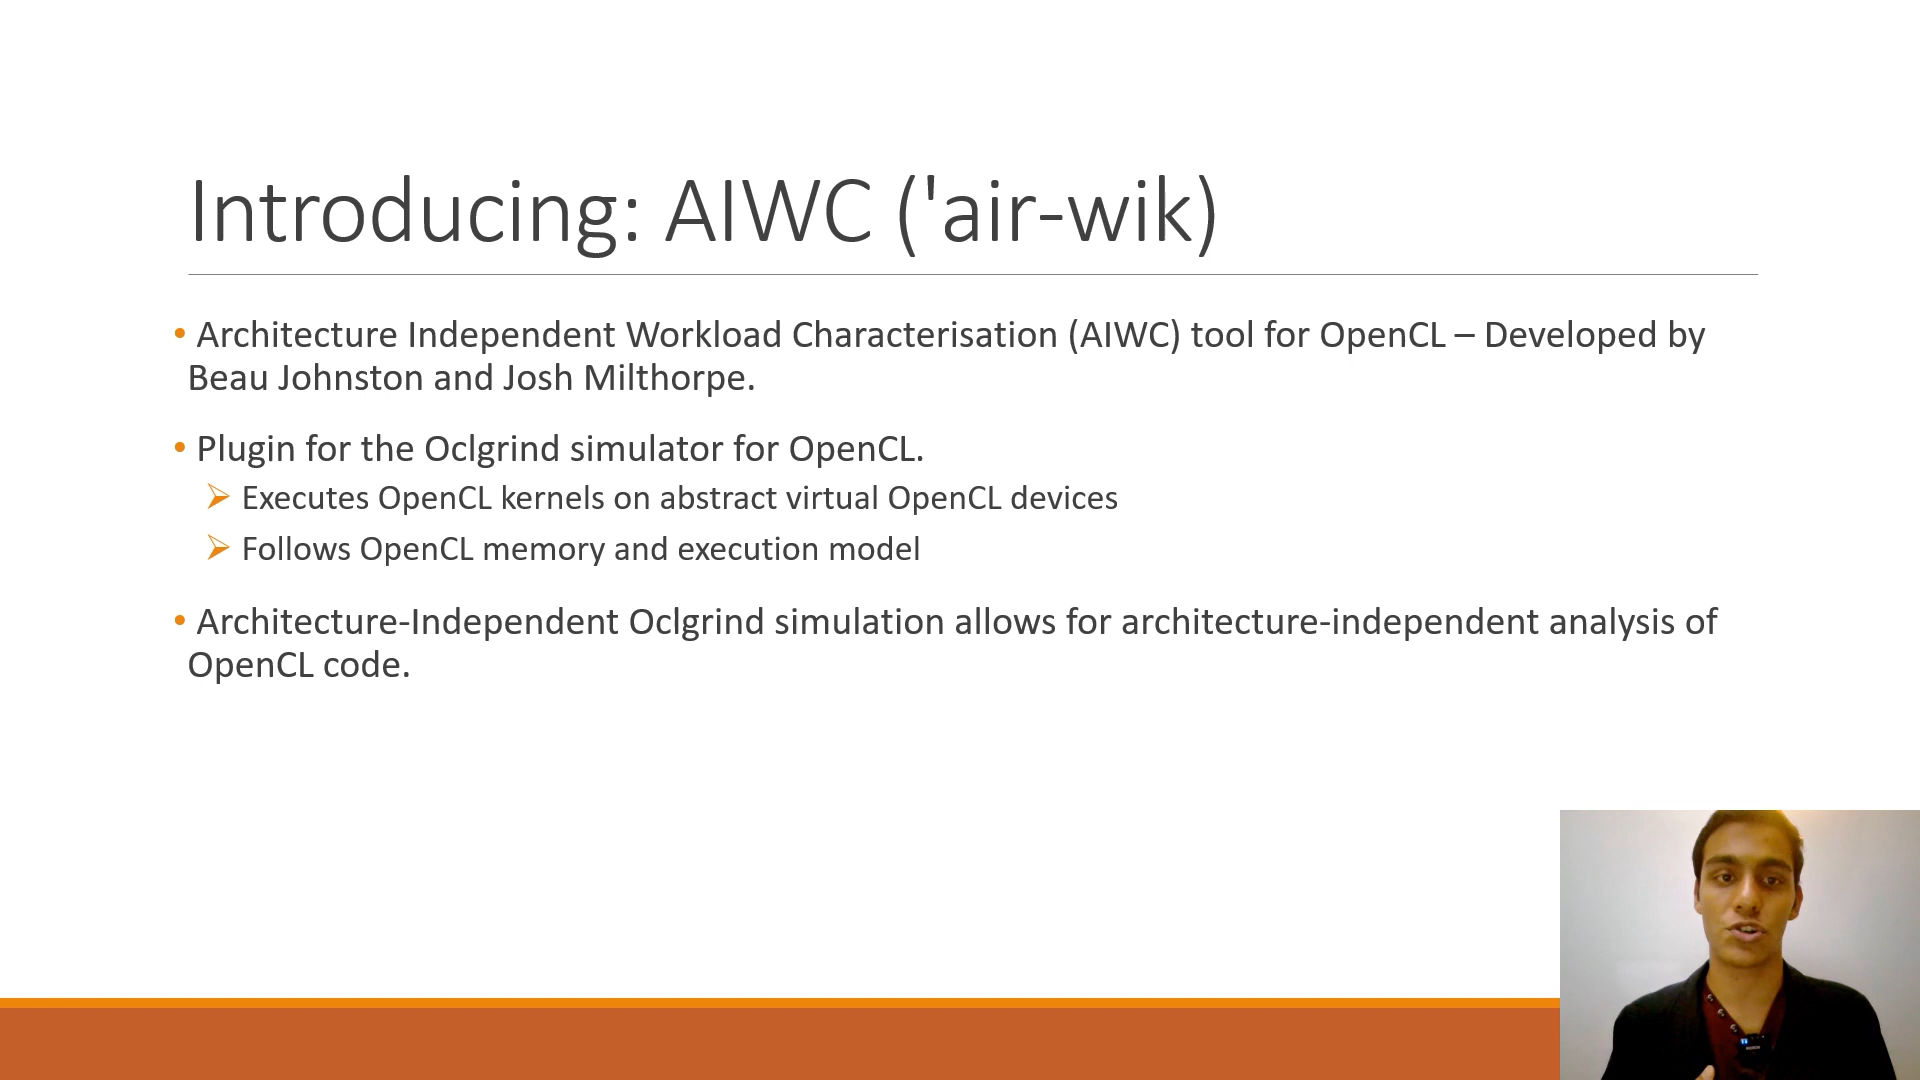 Introducing: AIWC ('air-wik)
• Architecture Independent Workload Characterisation (AIWC) tool for OpenCL – Developed by
Beau Johnston and Josh Milthorpe.
• Plugin for the Oclgrind simulator for OpenCL.
➢ Executes OpenCL kernels on abstract virtual OpenCL devices
➢ Follows OpenCL memory and execution model
• Architecture-Independent Oclgrind simulation allows for architecture-independent analysis of
OpenCL code.